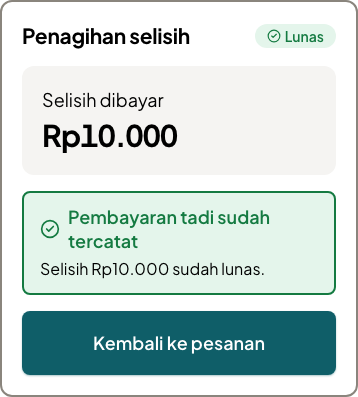 Penagihan selisih
Lunas
Selisih dibayar
Rp10.000
Pembayaran tadi sudah
tercatat
Selisih Rp10.000 sudah lunas.
Kembali ke pesanan